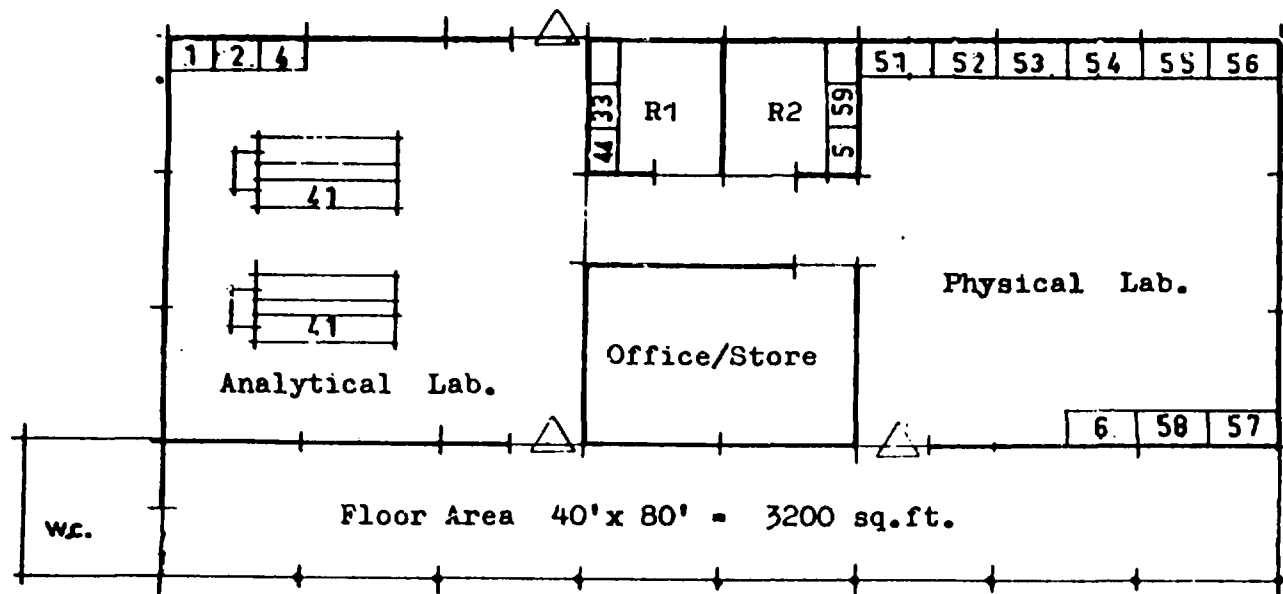 1 2 4
51 52 53 54 55 56
33
44
R1
R2
59
5
41
41
Physical Lab.
Office/Store
Analytical Lab.
6 58 57
Floor Area 40'x 80' = 3200 sq.ft.
W.C.